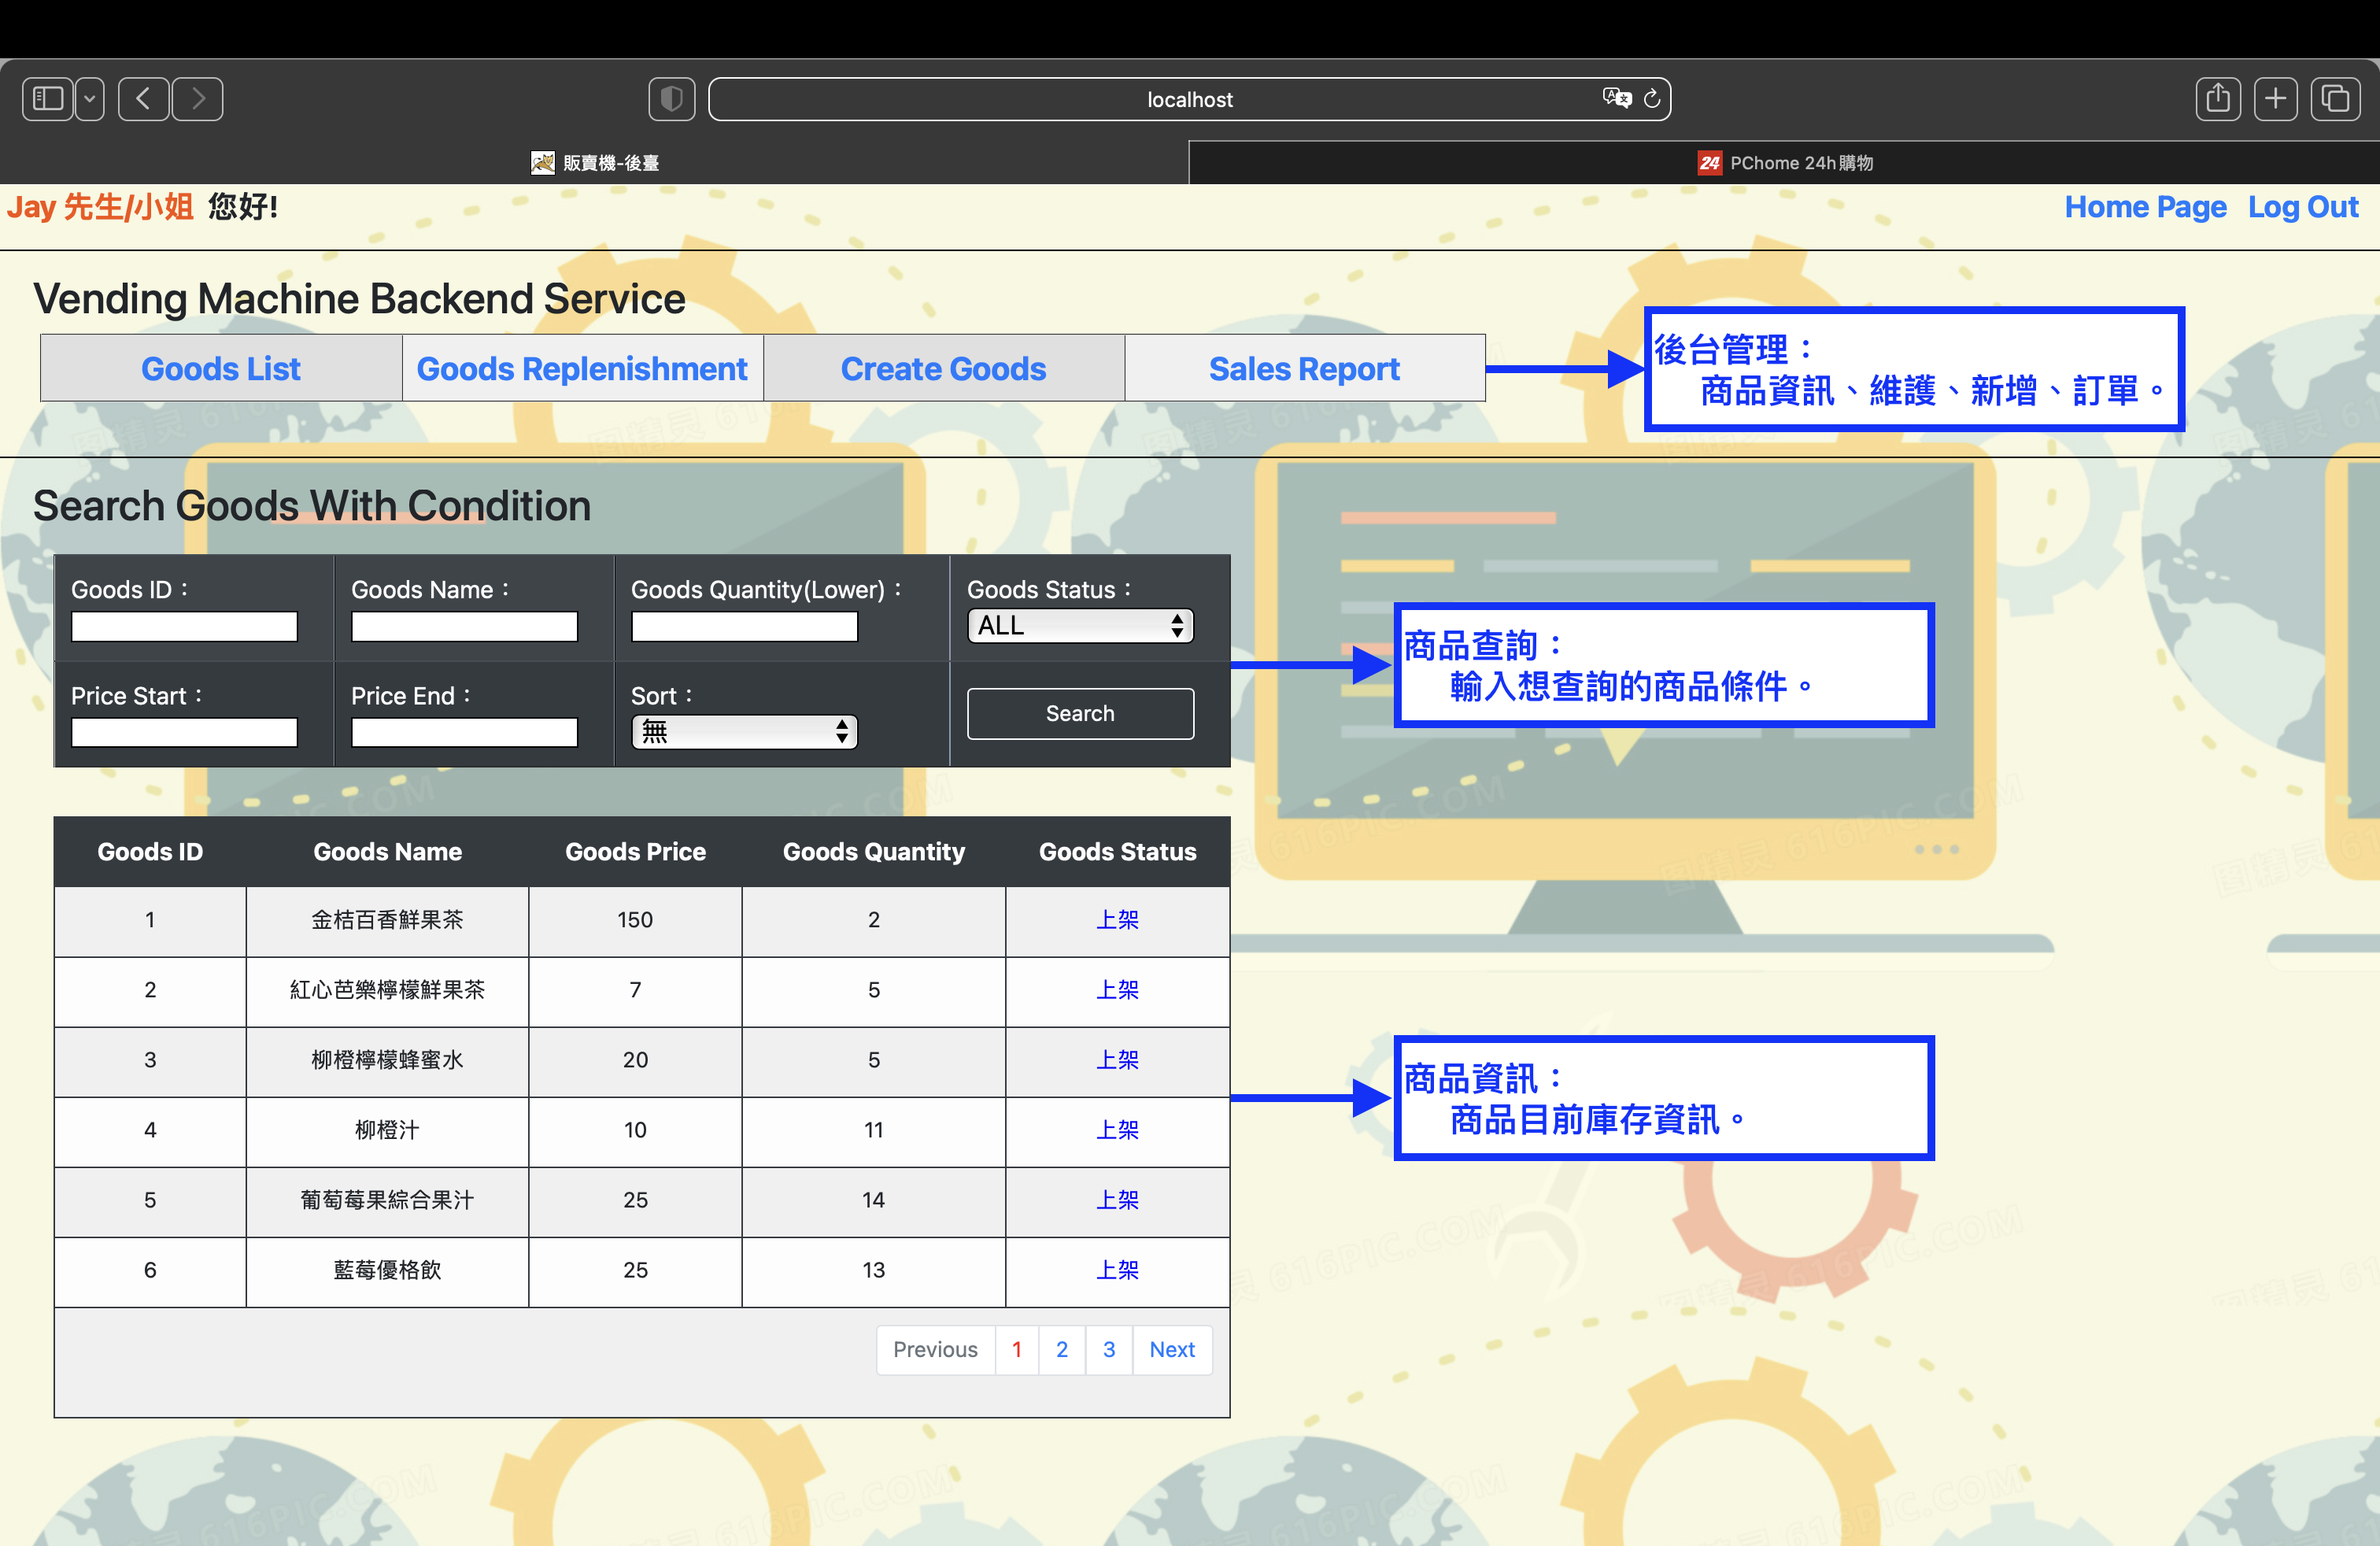 localhost
販賣機-後臺
24 PChome 24h購物
Jay 先生/小姐 您好!
Home Page Log Out
Vending Machine Backend Service
Goods List Goods Replenishment Create Goods Sales Report
後台管理：
商品資訊、維護、新增、訂單。
Search Goods With Condition
Goods ID： Goods Name： Goods Quantity(Lower)： Goods Status：
ALL
Price Start： Price End： Sort：
無
Search
商品查詢：
輸入想查詢的商品條件。
Goods ID Goods Name Goods Price Goods Quantity Goods Status
1 金桔百香鮮果茶 150 2 上架
2 紅心芭樂檸檬鮮果茶 7 5 上架
3 柳橙檸檬蜂蜜水 20 5 上架
4 柳橙汁 10 11 上架
5 葡萄莓果綜合果汁 25 14 上架
6 藍莓優格飲 25 13 上架
商品資訊：
商品目前庫存資訊。
Previous 1 2 3 Next